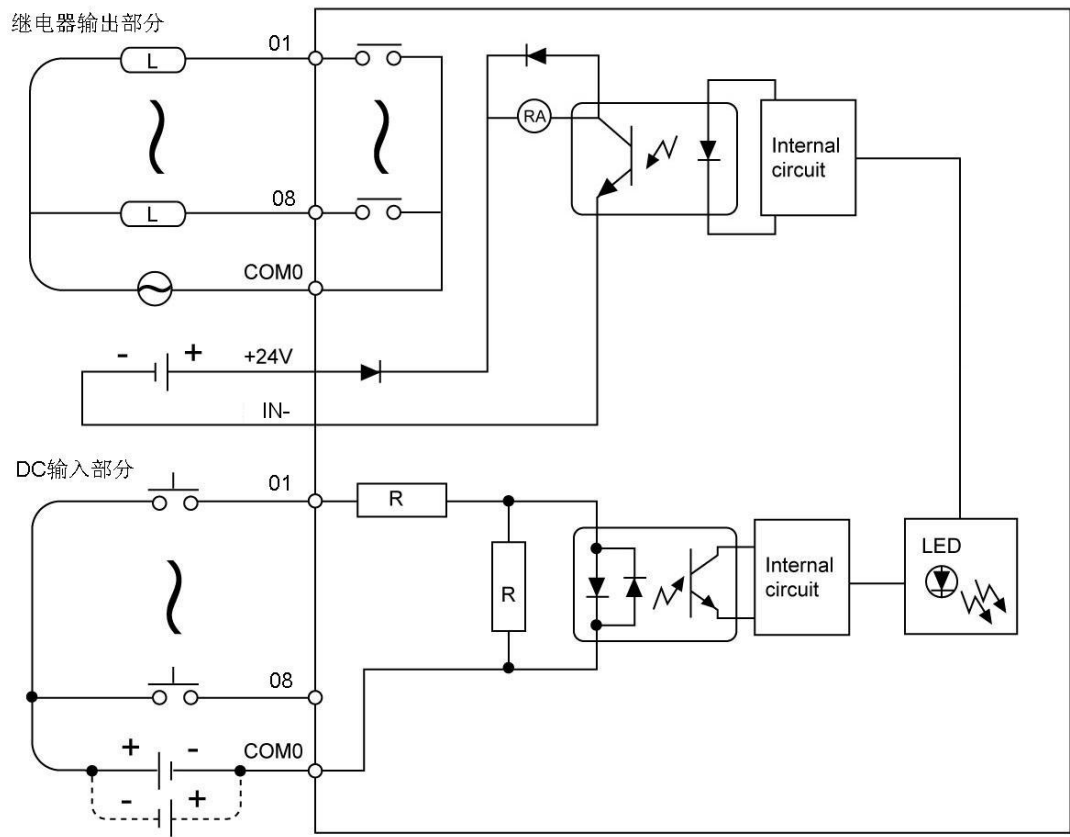 继电器输出部分
01
L
RA
Internal
circuit
08
L
COM0
- + +24V
IN-
DC输入部分
01
R
R
Internal
circuit
LED
08
+ - COM0
- +